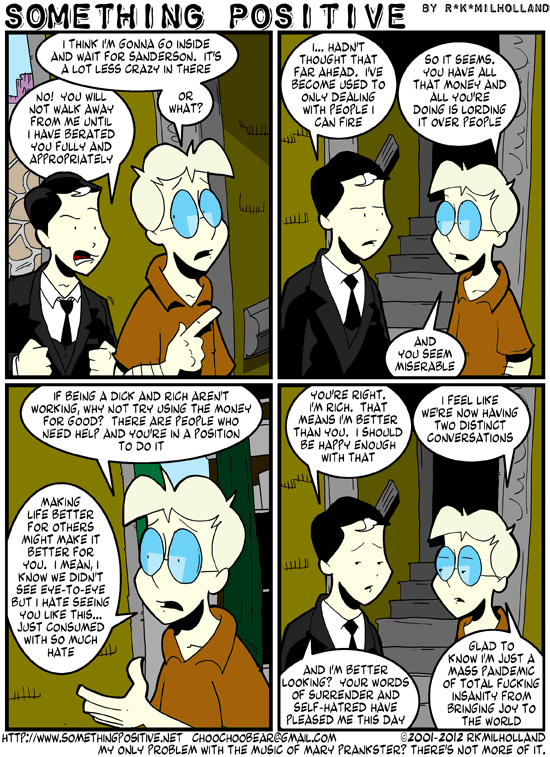 SOMETHING POSITIVE BY R*K*MILHOLLAND
I THINK I'M GONNA GO INSIDE
AND WAIT FOR SANDERSON. IT'S
A LOT LESS CRAZY IN THERE
NO! YOU WILL
NOT WALK AWAY
FROM ME UNTIL
I HAVE BERATED
YOU FULLY AND
APPROPRIATELY
OR
WHAT?
I... HADN'T
THOUGHT THAT
FAR AHEAD. I'VE
BECOME USED TO
ONLY DEALING
WITH PEOPLE I
CAN FIRE
SO IT SEEMS.
YOU HAVE ALL
THAT MONEY AND
ALL YOU'RE
DOING IS LORDING
IT OVER PEOPLE
AND
YOU SEEM
MISERABLE
IF BEING A DICK AND RICH AREN'T
WORKING, WHY NOT TRY USING THE MONEY
FOR GOOD? THERE ARE PEOPLE WHO
NEED HELP AND YOU'RE IN A POSITION
TO DO IT
MAKING
LIFE BETTER
FOR OTHERS
MIGHT MAKE IT
BETTER FOR
YOU. I MEAN, I
KNOW WE DIDN'T
SEE EYE-TO-EYE
BUT I HATE SEEING
YOU LIKE THIS...
JUST CONSUMED
WITH SO MUCH
HATE
YOU'RE RIGHT.
I'M RICH. THAT
MEANS I'M BETTER
THAN YOU. I SHOULD
BE HAPPY ENOUGH
WITH THAT
I FEEL LIKE
WE'RE NOW HAVING
TWO DISTINCT
CONVERSATIONS
AND I'M BETTER
LOOKING? YOUR WORDS
OF SURRENDER AND
SELF-HATRED HAVE
PLEASED ME THIS DAY
GLAD TO
KNOW I'M JUST A
MASS PANDEMIC
OF TOTAL FUCKING
INSANITY FROM
BRINGING JOY TO
THE WORLD
HTTP://WWW.SOMETHINGPOSITIVE.NET CHOOCHOOBEAR@GMAIL.COM ©2001-2012 RKMILHOLLAND
MY ONLY PROBLEM WITH THE MUSIC OF MARY PRANKSTER? THERE'S NOT MORE OF IT.